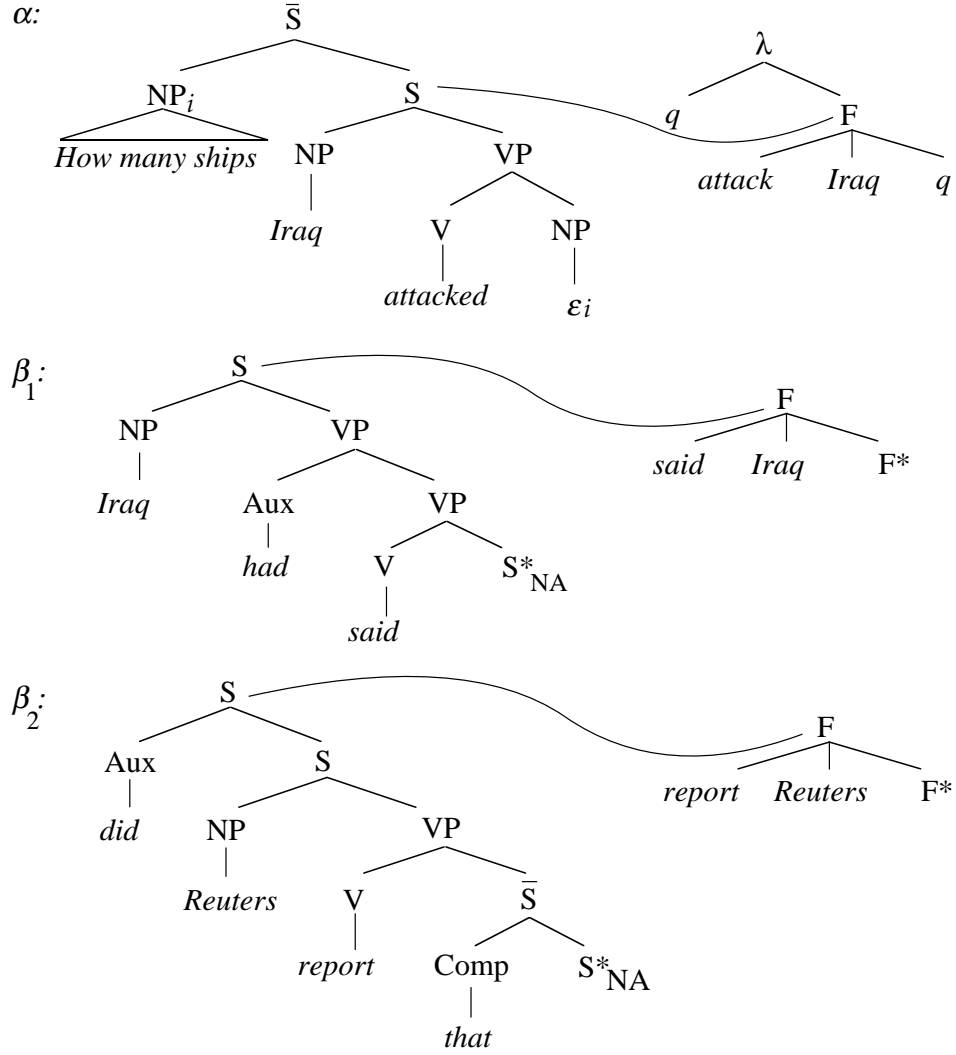 α:
S̄
λ
NPᵢ
S
q
F
How many ships
NP
VP
attack
Iraq
q
Iraq
V
NP
attacked
εᵢ
β₁:
S
F
NP
VP
said
Iraq
F*
Iraq
Aux
VP
had
V
S*NA
said
β₂:
S
F
Aux
S
report
Reuters
F*
did
NP
VP
Reuters
V
S̄
report
Comp
S*NA
that